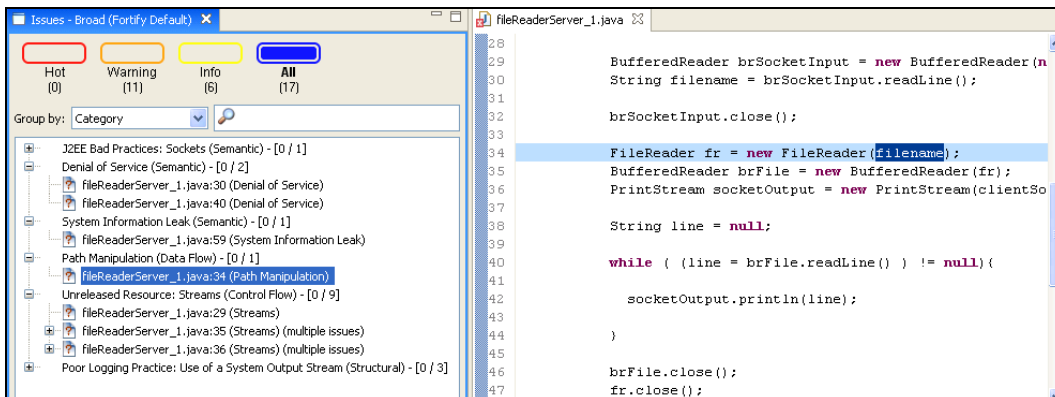 Issues - Broad (Fortify Default)
Hot
(0)
Warning
(11)
Info
(6)
All
(17)
Group by: Category
J2EE Bad Practices: Sockets (Semantic) - [0 / 1]
Denial of Service (Semantic) - [0 / 2]
fileReaderServer_1.java:30 (Denial of Service)
fileReaderServer_1.java:40 (Denial of Service)
System Information Leak (Semantic) - [0 / 1]
fileReaderServer_1.java:59 (System Information Leak)
Path Manipulation (Data Flow) - [0 / 1]
fileReaderServer_1.java:34 (Path Manipulation)
Unreleased Resource: Streams (Control Flow) - [0 / 9]
fileReaderServer_1.java:29 (Streams)
fileReaderServer_1.java:35 (Streams) (multiple issues)
fileReaderServer_1.java:36 (Streams) (multiple issues)
Poor Logging Practice: Use of a System Output Stream (Structural) - [0 / 3]
fileReaderServer_1.java
28
29 BufferedReader brSocketInput = new BufferedReader(n
30 String filename = brSocketInput.readLine();
31
32 brSocketInput.close();
33
34 FileReader fr = new FileReader(filename);
35 BufferedReader brFile = new BufferedReader(fr);
36 PrintStream socketOutput = new PrintStream(clientSo
37
38 String line = null;
39
40 while ( (line = brFile.readLine() ) != null){
41
42 socketOutput.println(line);
43
44 }
45
46 brFile.close();
47 fr.close();